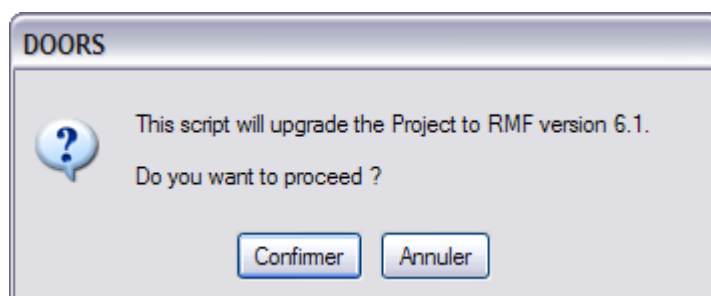 DOORS
This script will upgrade the Project to RMF version 6.1.
Do you want to proceed ?
Confirmer
Annuler